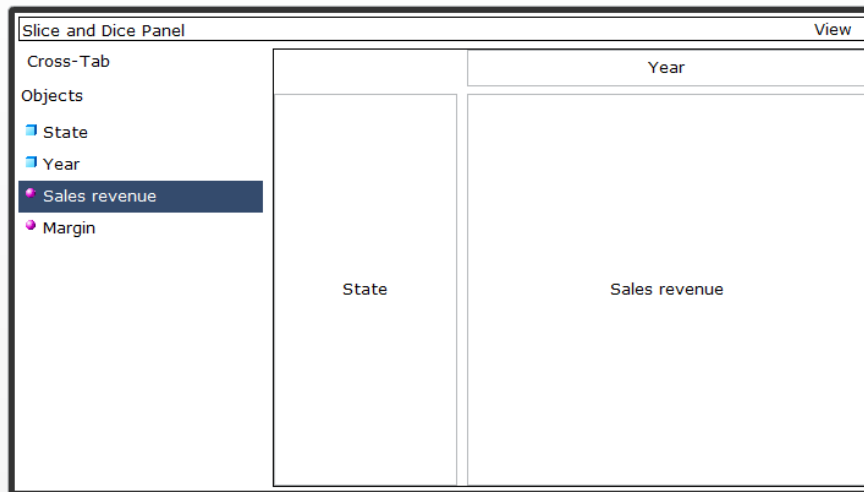 Slice and Dice Panel View
Cross-Tab
Year
Objects
State
Year
Sales revenue
Margin
State Sales revenue